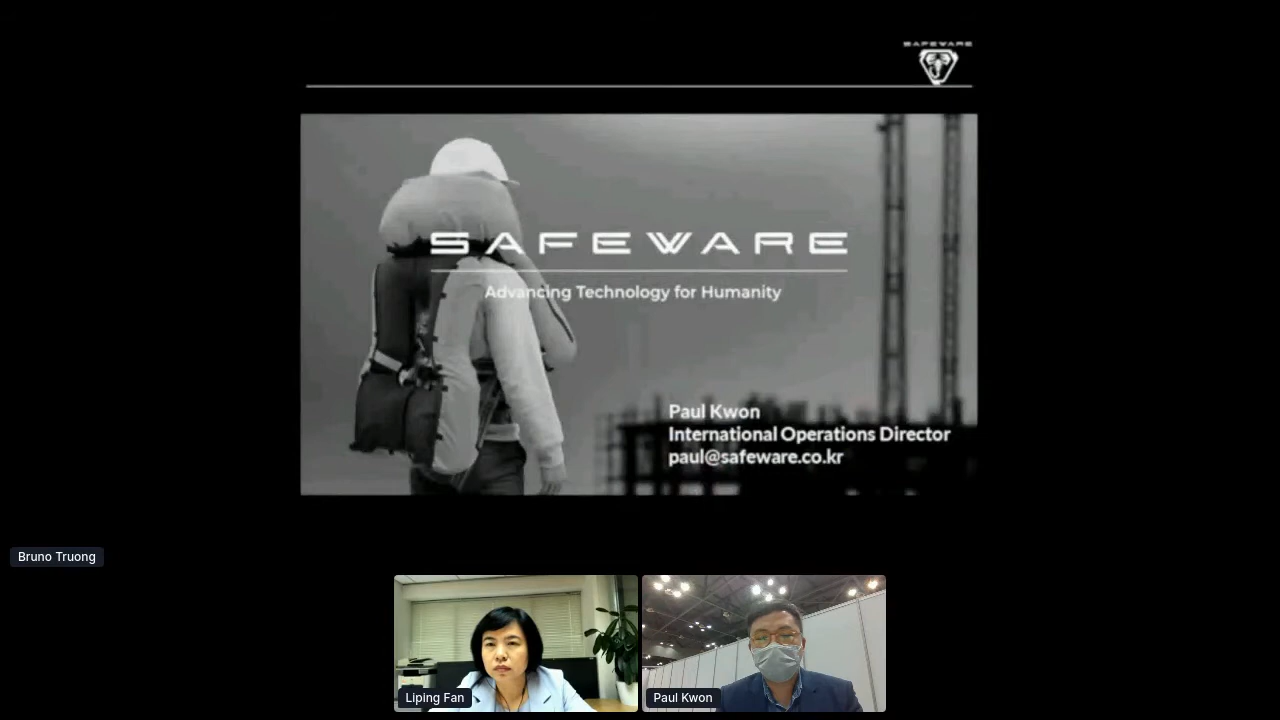 SAFEWARE
SAFEWARE
Advancing Technology for Humanity
Paul Kwon
International Operations Director
paul@safeware.co.kr
Bruno Truong
Liping Fan
Paul Kwon